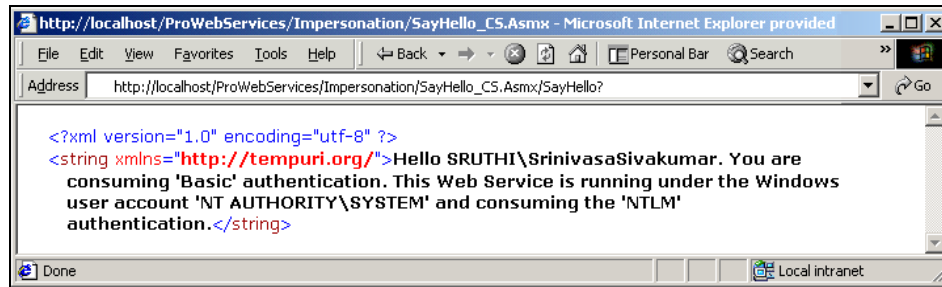 http://localhost/ProWebServices/Impersonation/SayHello_CS.Asmx - Microsoft Internet Explorer provided
File Edit View Favorites Tools Help Back Personal Bar Search »
Address http://localhost/ProWebServices/Impersonation/SayHello_CS.Asmx/SayHello? Go
<?xml version="1.0" encoding="utf-8" ?>
<string xmlns="http://tempuri.org/">Hello SRUTHI\SrinivasaSivakumar. You are
consuming 'Basic' authentication. This Web Service is running under the Windows
user account 'NT AUTHORITY\SYSTEM' and consuming the 'NTLM'
authentication.</string>
Done Local intranet